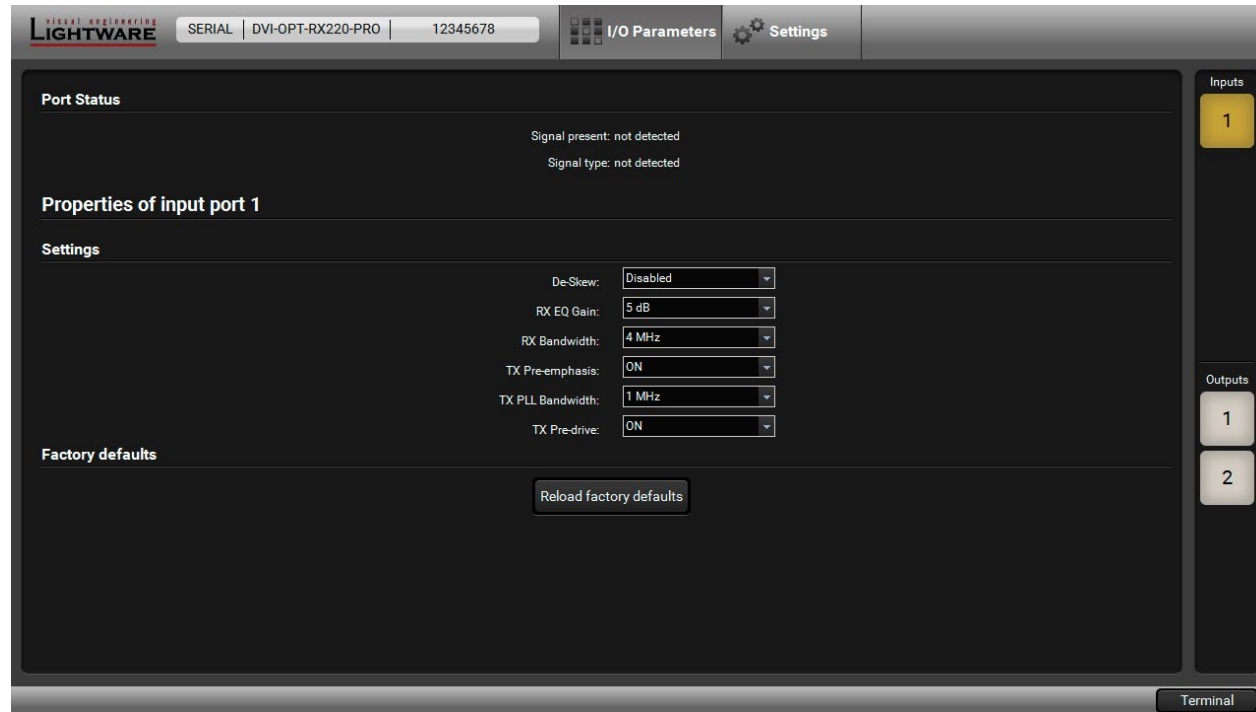 visual engineering
LIGHTWARE
SERIAL DVI-OPT-RX220-PRO 12345678
I/O Parameters
Settings
Port Status
Signal present: not detected
Signal type: not detected
Properties of input port 1
Settings
De-Skew: Disabled
RX EQ Gain: 5 dB
RX Bandwidth: 4 MHz
TX Pre-emphasis: ON
TX PLL Bandwidth: 1 MHz
TX Pre-drive: ON
Factory defaults
Reload factory defaults
Inputs
1
Outputs
1
2
Terminal